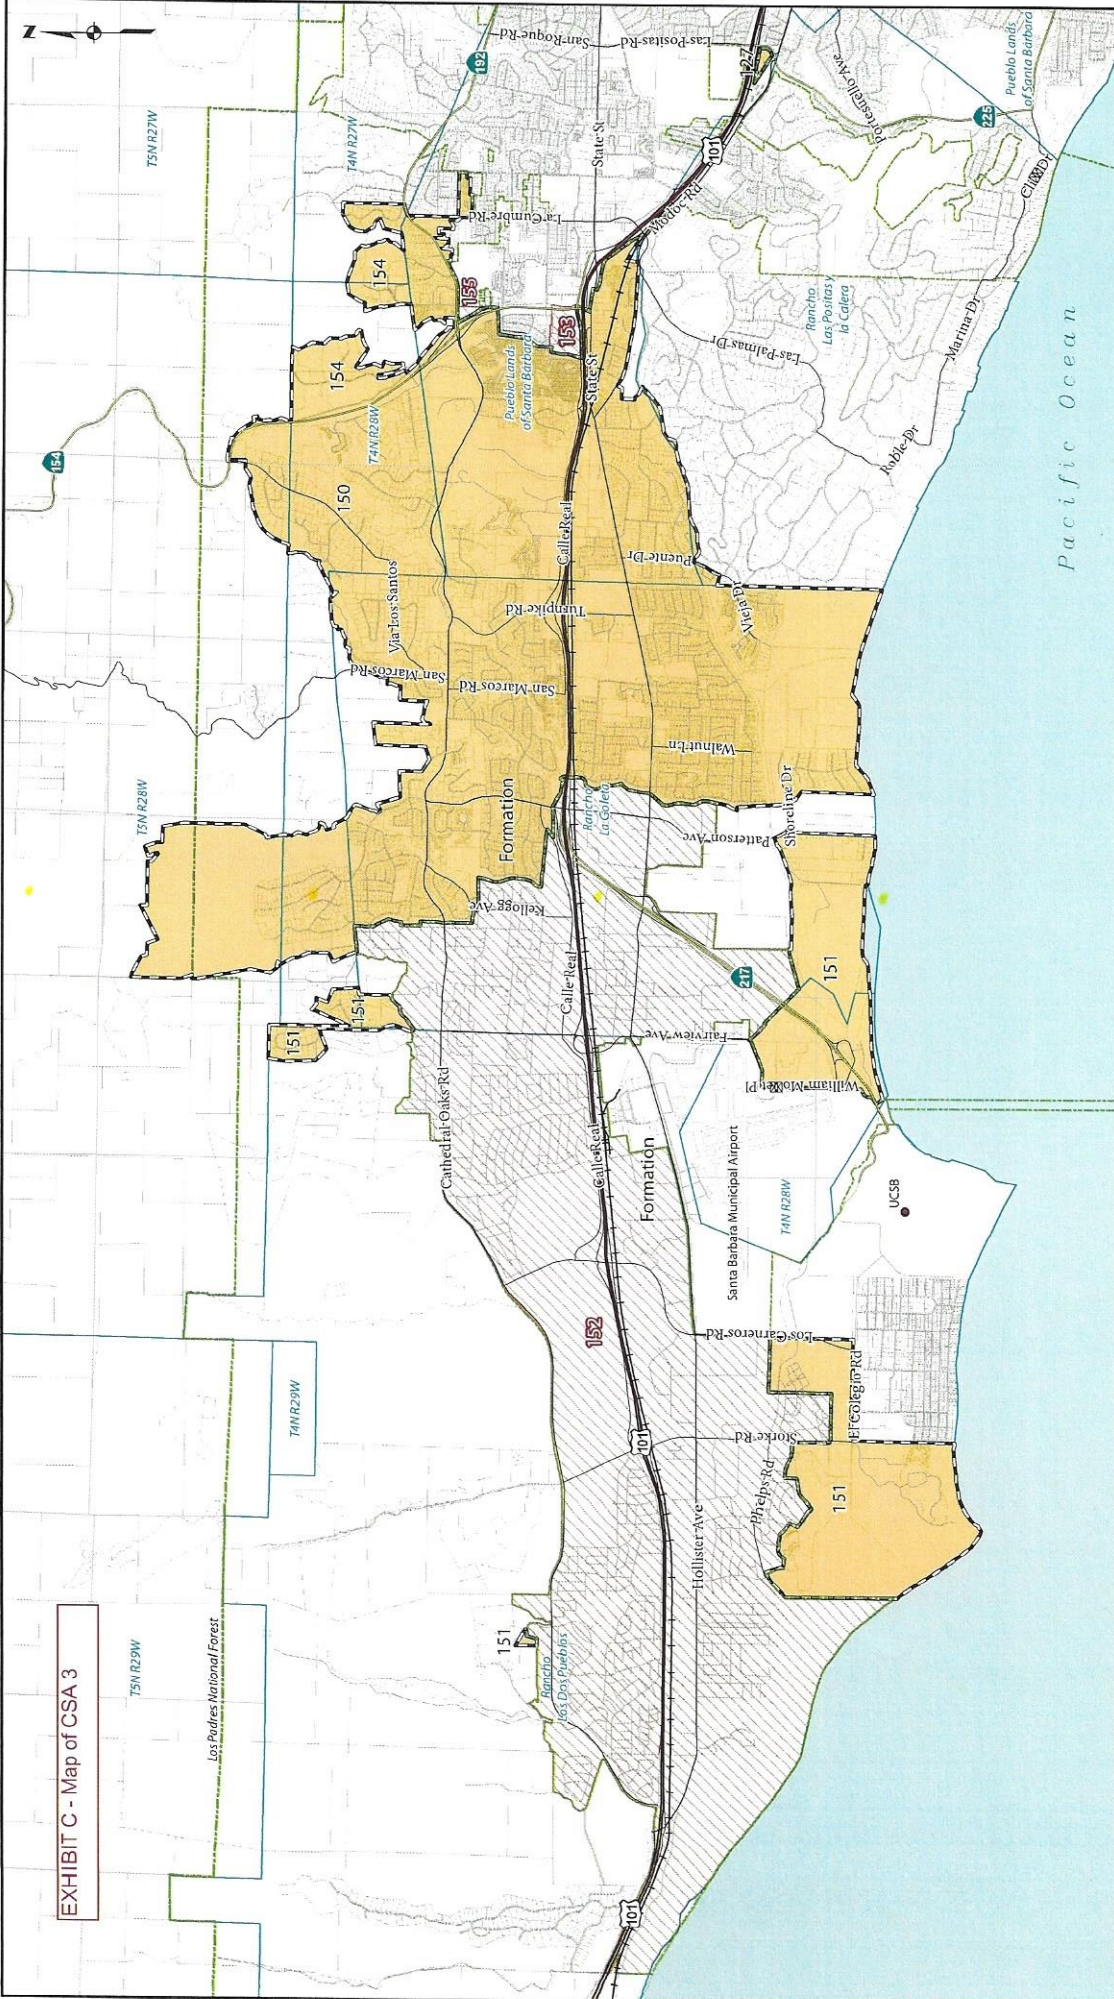 EXHIBIT C - Map of CSA 3
N
T5N R29W
Los Padres National Forest
T4N R29W
T5N R28W
T5N R27W
T4N R27W
T4N R28W
154
192
154
154
155
150
153
151
151
151
Via Los Santos
San Marcos Rd
San Marcos Rd
Turnpike Rd
Calle Real
State St
State St
Pueblo Lands
of Santa Barbara
La Cumbre Rd
San Roque Rd
Las Positas Rd
127
101
Modoc Rd
Portesuello Ave
225
Pueblo Lands
of Santa Barbara
Cliff Dr
Rancho
Las Positas y
la Calera
Las Palmas Dr
Marina Dr
Roble Dr
Puente Dr
Vieja Dr
Walnut Ln
Formation
Rancho
La Goleta
Kellogg Ave
Patterson Ave
Shoreline Dr
217
151
Calle Real
Fairview Ave
William Moffet Pl
Cathedral Oaks Rd
Calle Real
Formation
Santa Barbara Municipal Airport
T4N R28W
UCSB
152
Los Carneros Rd
El Colegio Rd
Storke Rd
101
Phelps Rd
151
Hollister Ave
Rancho
Los Dos Pueblos
101
Pacific Ocean